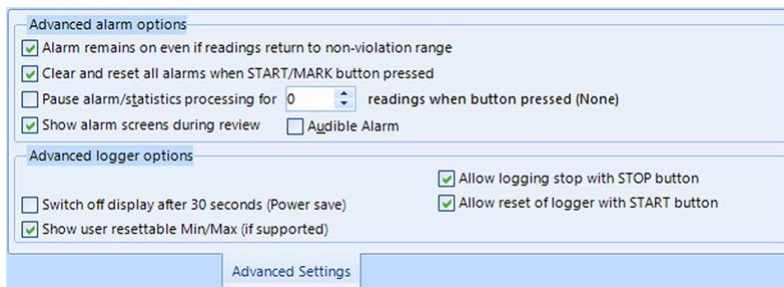 Advanced alarm options
Alarm remains on even if readings return to non-violation range
Clear and reset all alarms when START/MARK button pressed
Pause alarm/statistics processing for 0 readings when button pressed (None)
Show alarm screens during review Audible Alarm
Advanced logger options
Allow logging stop with STOP button
Switch off display after 30 seconds (Power save) Allow reset of logger with START button
Show user resettable Min/Max (if supported)
Advanced Settings